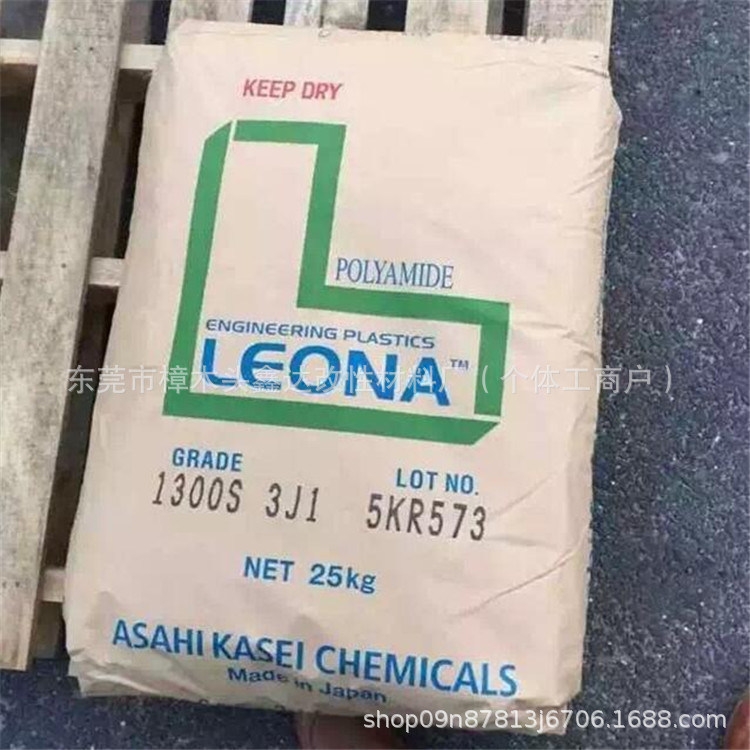 KEEP DRY
POLYAMIDE
ENGINEERING PLASTICS
LEONA™
东莞市樟木头鑫达改性材料厂（个体工商户）
GRADE LOT NO.
1300S 3J1 5KR573
NET 25kg
ASAHI KASEI CHEMICALS
Made in Japan
shop09n87813j6706.1688.com